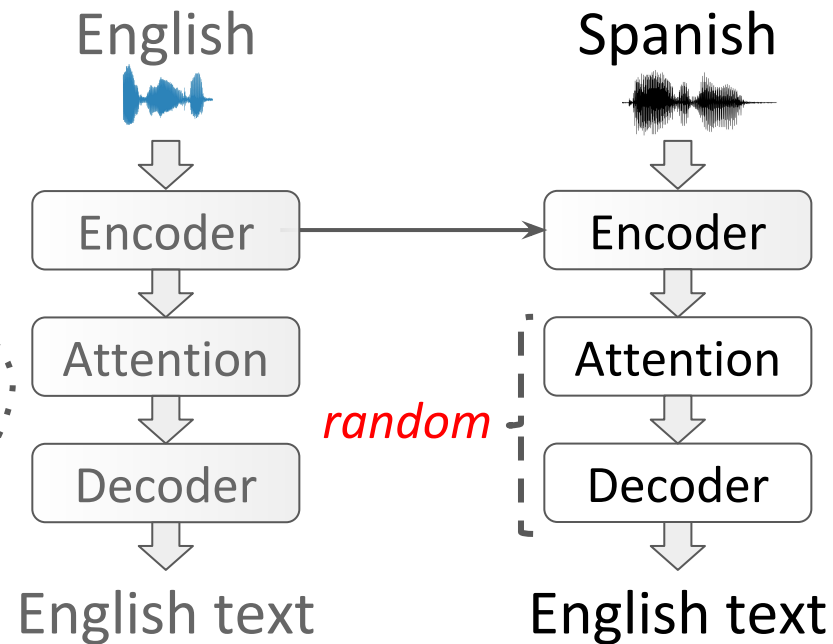 English
Spanish
Encoder
Encoder
Attention
Attention
random
Decoder
Decoder
English text
English text